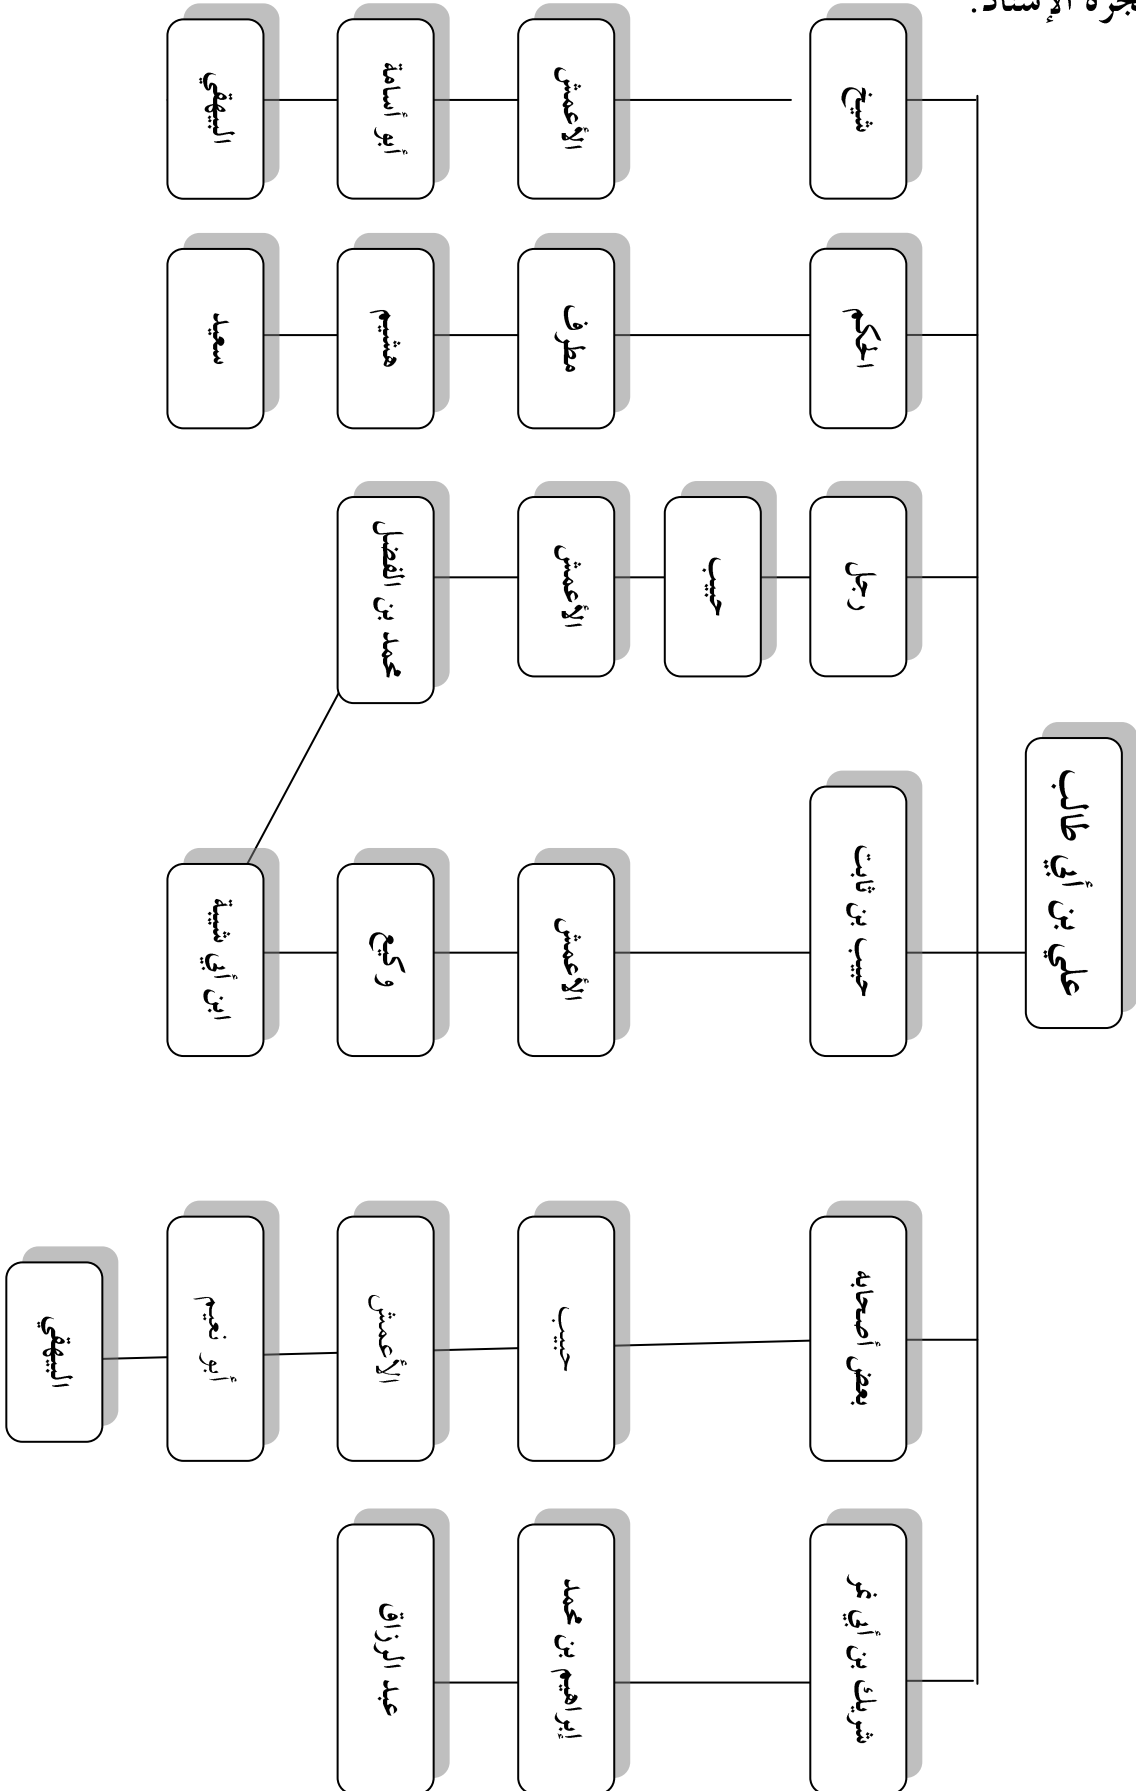 جرة الإسناد.
علي بن أبي طالب
شيخ
الأعمش
أبو أسامة
البيهقي
الحكم
مطرف
هشيم
سعيد
رجل
حبيب
الأعمش
محمد بن الفضل
حبيب بن ثابت
الأعمش
وكيع
ابن أبي شيبة
بعض أصحابه
حبيب
الأعمش
أبو نعيم
البيهقي
شريك بن أبي نمر
إبراهيم بن محمد
عبد الرزاق